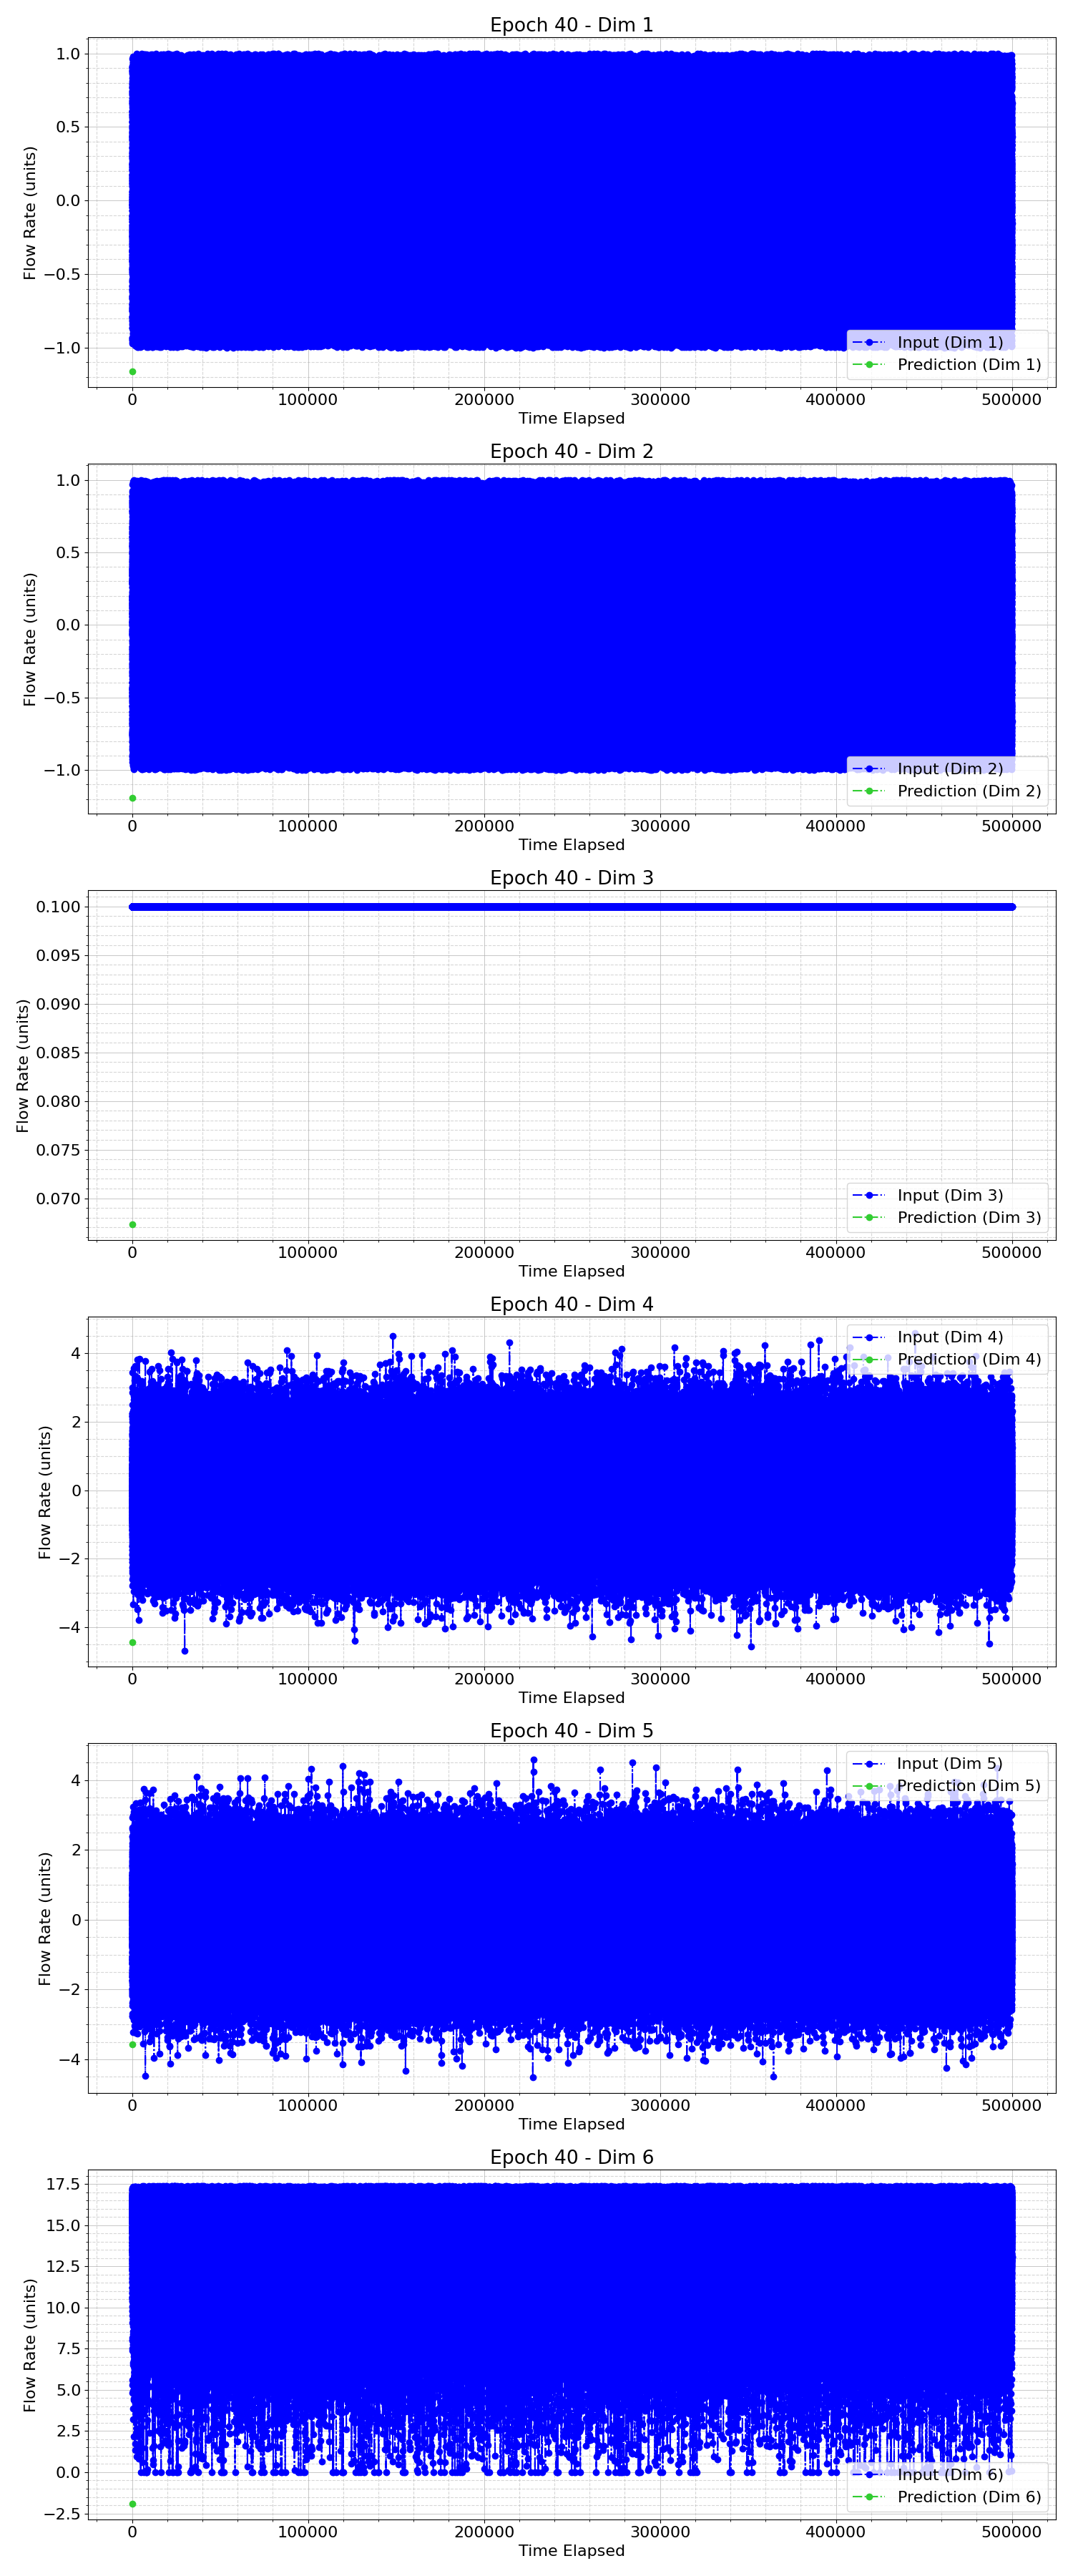 Epoch 40 - Dim 1
Flow Rate (units)
1.0
0.5
0.0
−0.5
−1.0
Input (Dim 1)
Prediction (Dim 1)
0 100000 200000 300000 400000 500000
Time Elapsed
Epoch 40 - Dim 2
Flow Rate (units)
1.0
0.5
0.0
−0.5
−1.0
Input (Dim 2)
Prediction (Dim 2)
0 100000 200000 300000 400000 500000
Time Elapsed
Epoch 40 - Dim 3
Flow Rate (units)
0.100
0.095
0.090
0.085
0.080
0.075
0.070
Input (Dim 3)
Prediction (Dim 3)
0 100000 200000 300000 400000 500000
Time Elapsed
Epoch 40 - Dim 4
Flow Rate (units)
4
2
0
−2
−4
Input (Dim 4)
Prediction (Dim 4)
0 100000 200000 300000 400000 500000
Time Elapsed
Epoch 40 - Dim 5
Flow Rate (units)
4
2
0
−2
−4
Input (Dim 5)
Prediction (Dim 5)
0 100000 200000 300000 400000 500000
Time Elapsed
Epoch 40 - Dim 6
Flow Rate (units)
17.5
15.0
12.5
10.0
7.5
5.0
2.5
0.0
−2.5
Input (Dim 6)
Prediction (Dim 6)
0 100000 200000 300000 400000 500000
Time Elapsed